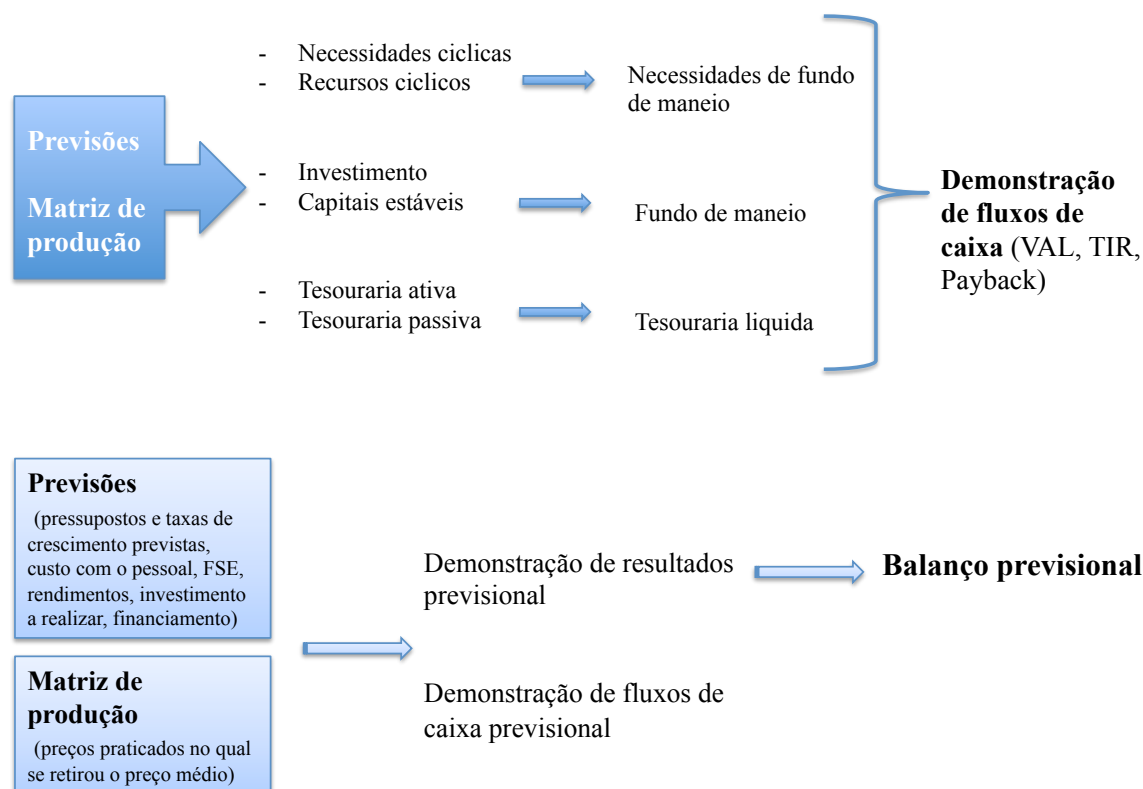 Previsões
Matriz de
produção
- Necessidades ciclicas
- Recursos ciclicos
Necessidades de fundo
de maneio
- Investimento
- Capitais estáveis
Fundo de maneio
- Tesouraria ativa
- Tesouraria passiva
Tesouraria liquida
Demonstração
de fluxos de
caixa (VAL, TIR,
Payback)
Previsões
(pressupostos e taxas de
crescimento previstas,
custo com o pessoal, FSE,
rendimentos, investimento
a realizar, financiamento)
Matriz de
produção
(preços praticados no qual
se retirou o preço médio)
Demonstração de resultados
previsional
Demonstração de fluxos de
caixa previsional
Balanço previsional